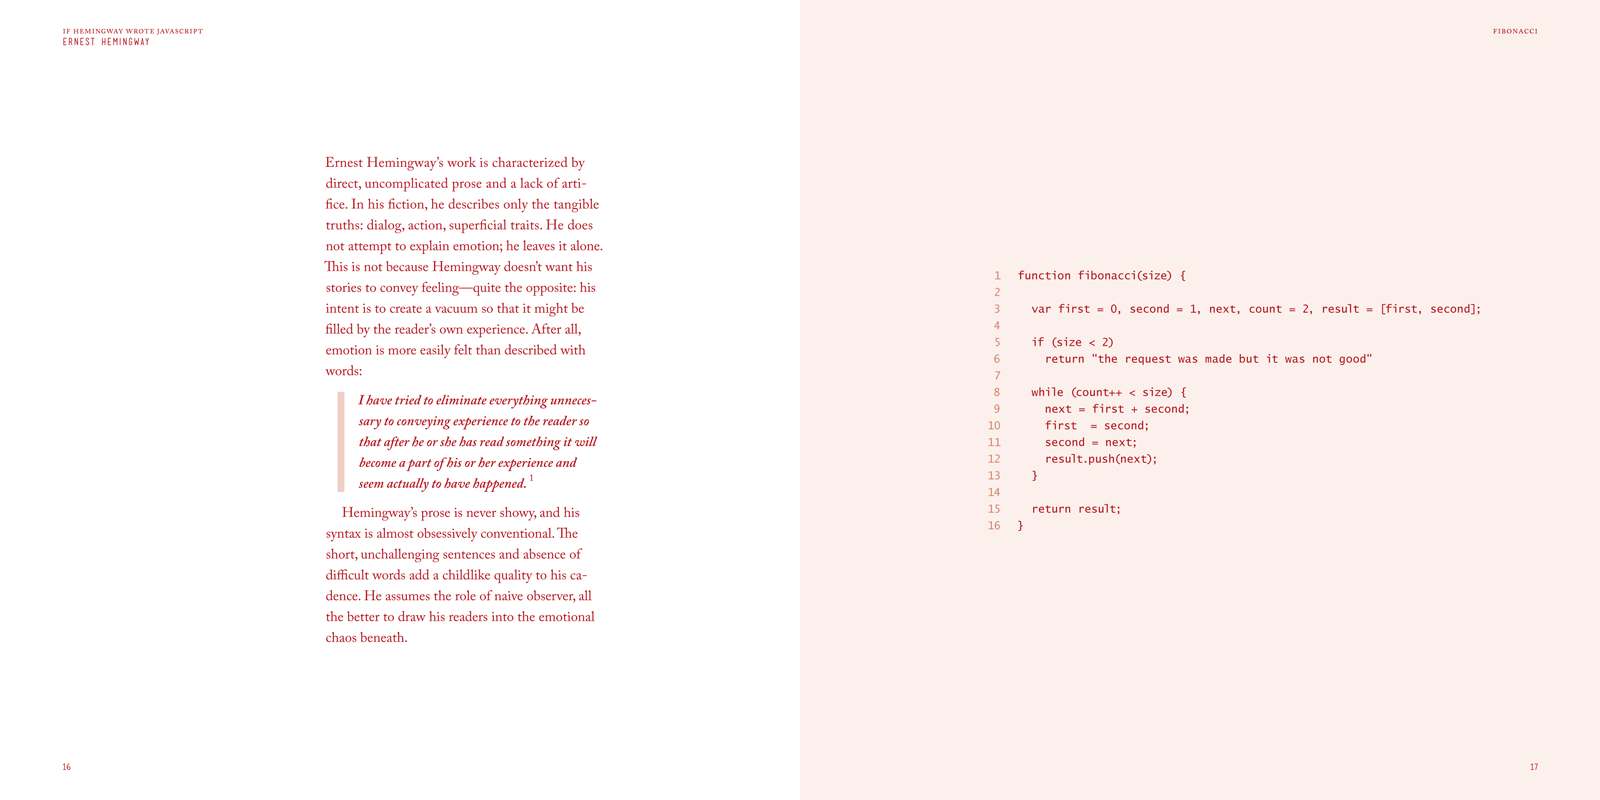 IF HEMINGWAY WROTE JAVASCRIPT
ERNEST HEMINGWAY
Ernest Hemingway’s work is characterized by
direct, uncomplicated prose and a lack of arti-
fice. In his fiction, he describes only the tangible
truths: dialog, action, superficial traits. He does
not attempt to explain emotion; he leaves it alone.
This is not because Hemingway doesn’t want his
stories to convey feeling—quite the opposite: his
intent is to create a vacuum so that it might be
filled by the reader’s own experience. After all,
emotion is more easily felt than described with
words:
I have tried to eliminate everything unneces-
sary to conveying experience to the reader so
that after he or she has read something it will
become a part of his or her experience and
seem actually to have happened. 1
Hemingway’s prose is never showy, and his
syntax is almost obsessively conventional. The
short, unchallenging sentences and absence of
difficult words add a childlike quality to his ca-
dence. He assumes the role of naive observer, all
the better to draw his readers into the emotional
chaos beneath.
16
FIBONACCI
1 function fibonacci(size) {
2
3   var first = 0, second = 1, next, count = 2, result = [first, second];
4
5   if (size < 2)
6     return "the request was made but it was not good"
7
8   while (count++ < size) {
9     next = first + second;
10     first  = second;
11     second = next;
12     result.push(next);
13   }
14
15   return result;
16 }
17